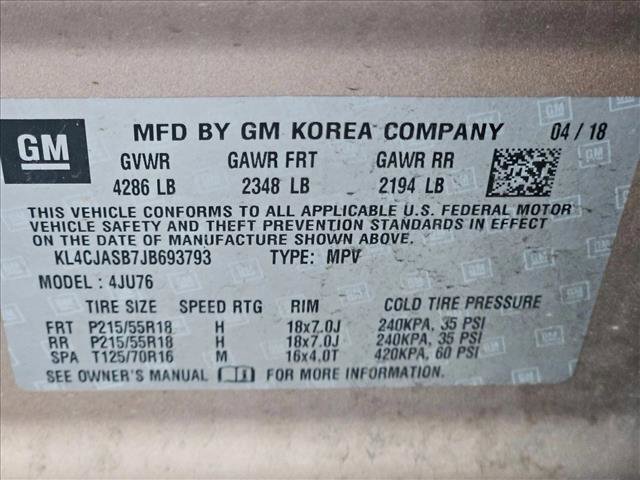 GM
MFD BY GM KOREA COMPANY 04 / 18
GVWR GAWR FRT GAWR RR
4286 LB 2348 LB 2194 LB
THIS VEHICLE CONFORMS TO ALL APPLICABLE U.S. FEDERAL MOTOR
VEHICLE SAFETY AND THEFT PREVENTION STANDARDS IN EFFECT
ON THE DATE OF MANUFACTURE SHOWN ABOVE.
KL4CJASB7JB693793 TYPE: MPV
MODEL : 4JU76
TIRE SIZE SPEED RTG RIM COLD TIRE PRESSURE
FRT P215/55R18 H 18x7.0J 240KPA, 35 PSI
RR P215/55R18 H 18x7.0J 240KPA, 35 PSI
SPA T125/70R16 M 16x4.0T 420KPA, 60 PSI
SEE OWNER'S MANUAL FOR MORE INFORMATION.